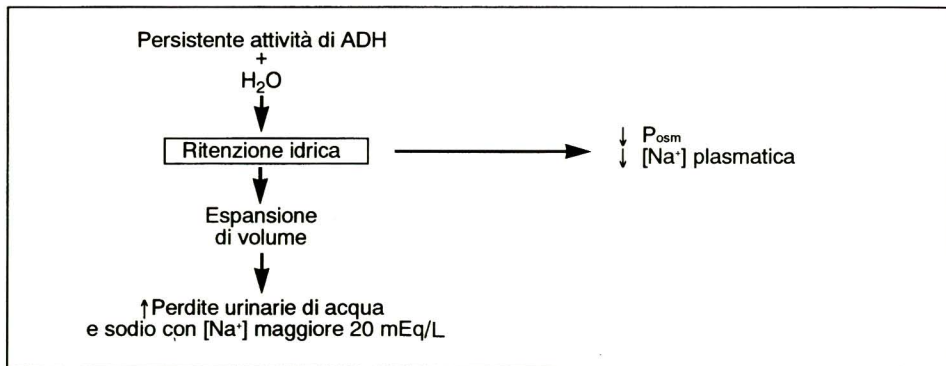 Persistente attività di ADH
+
H₂O
Ritenzione idrica
↓ Posm
↓ [Na⁺] plasmatica
Espansione
di volume
↑Perdite urinarie di acqua
e sodio con [Na⁺] maggiore 20 mEq/L